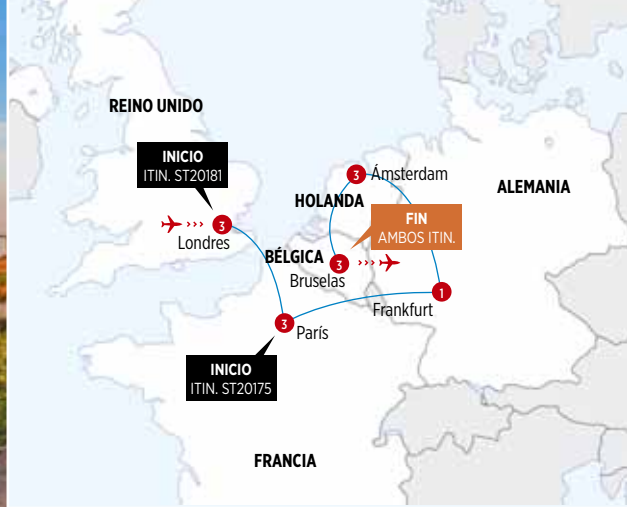 REINO UNIDO
INICIO
ITIN. ST20181
3
Londres
3
Ámsterdam
HOLANDA
ALEMANIA
FIN
AMBOS ITIN.
BÉLGICA
3
Bruselas
1
Frankfurt
3
París
INICIO
ITIN. ST20175
FRANCIA